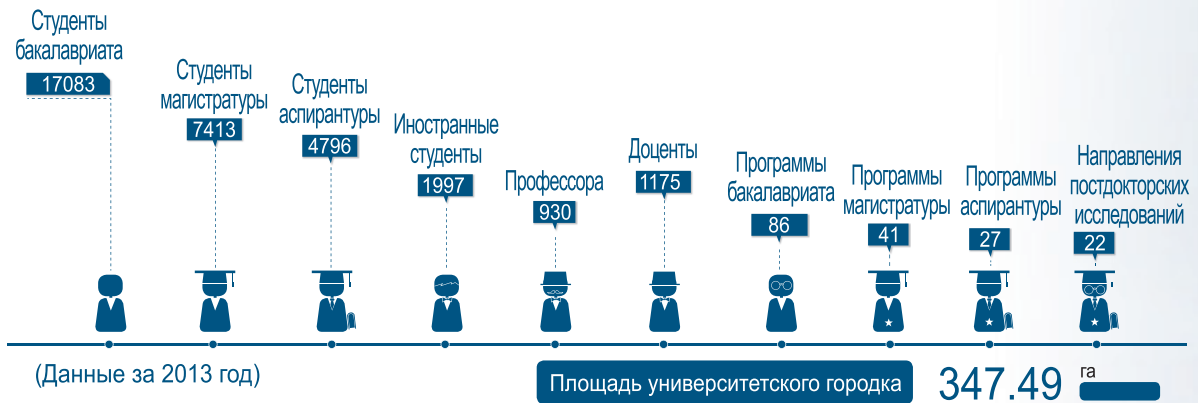 Студенты
бакалавриата
17083
Студенты
магистратуры
7413
Студенты
аспирантуры
4796
Иностранные
студенты
1997
Профессора
930
Доценты
1175
Программы
бакалавриата
86
Программы
магистратуры
41
Программы
аспирантуры
27
Направления
постдокторских
исследований
22
(Данные за 2013 год)
Площадь университетского городка
347.49 га